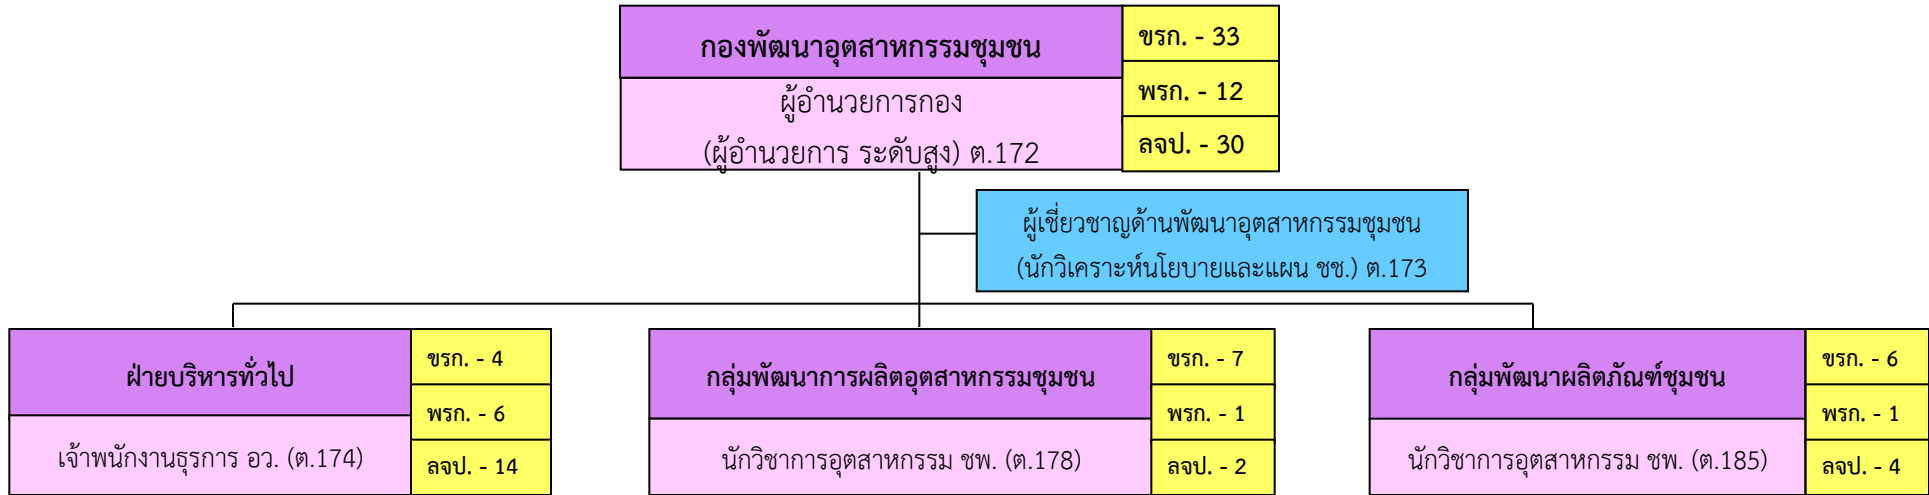 กองพัฒนาอุตสาหกรรมชุมชน
ผู้อำนวยการกอง
(ผู้อำนวยการ ระดับสูง) ต.172
ขรก. - 33
พรก. - 12
ลจป. - 30
ผู้เชี่ยวชาญด้านพัฒนาอุตสาหกรรมชุมชน
(นักวิเคราะห์นโยบายและแผน ชช.) ต.173
ฝ่ายบริหารทั่วไป
เจ้าพนักงานธุรการ อว. (ต.174)
ขรก. - 4
พรก. - 6
ลจป. - 14
กลุ่มพัฒนาการผลิตอุตสาหกรรมชุมชน
นักวิชาการอุตสาหกรรม ชพ. (ต.178)
ขรก. - 7
พรก. - 1
ลจป. - 2
กลุ่มพัฒนาผลิตภัณฑ์ชุมชน
นักวิชาการอุตสาหกรรม ชพ. (ต.185)
ขรก. - 6
พรก. - 1
ลจป. - 4